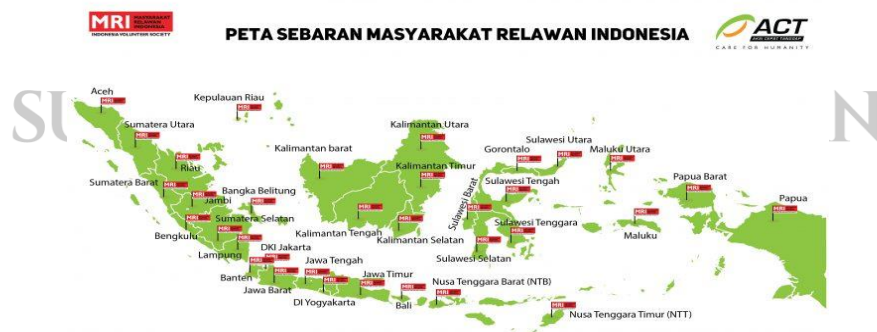 MRI MASYARAKAT RELAWAN INDONESIA
INDONESIA VOLUNTEER SOCIETY
PETA SEBARAN MASYARAKAT RELAWAN INDONESIA
ACT
AKSI CEPAT TANGGAP
CARE FOR HUMANITY
Aceh
Kepulauan Riau
Sumatera Utara
Kalimantan Utara
Kalimantan barat
Gorontalo
Sulawesi Utara
Maluku Utara
Riau
Kalimantan Timur
Papua Barat
Sumatera Barat
Bangka Belitung
Sulawesi Barat
Sulawesi Tengah
Papua
Jambi
Sumatera Selatan
Sulawesi Tenggara
Bengkulu
Kalimantan Tengah
Kalimantan Selatan
Maluku
Lampung
DKI Jakarta
Sulawesi Selatan
Banten
Jawa Tengah
Jawa Timur
Jawa Barat
DI Yogyakarta
Bali
Nusa Tenggara Barat (NTB)
Nusa Tenggara Timur (NTT)
MRI